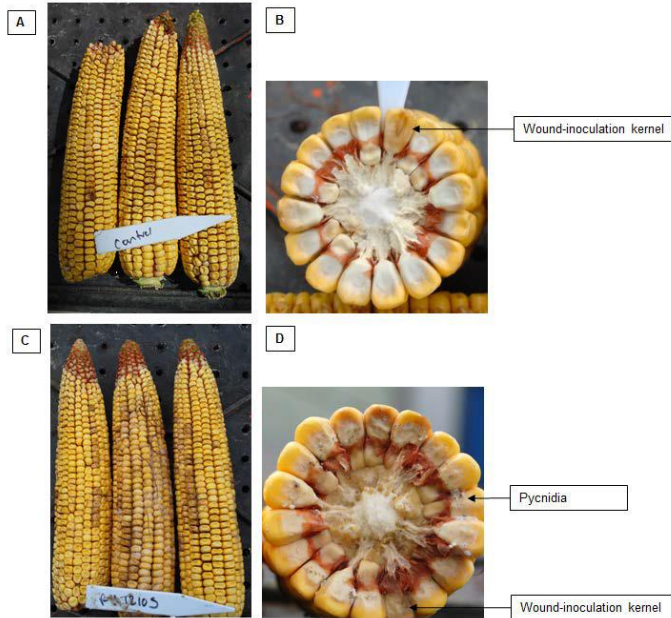 A
B
Wound-inoculation kernel
Control
C
D
Pycnidia
Wound-inoculation kernel